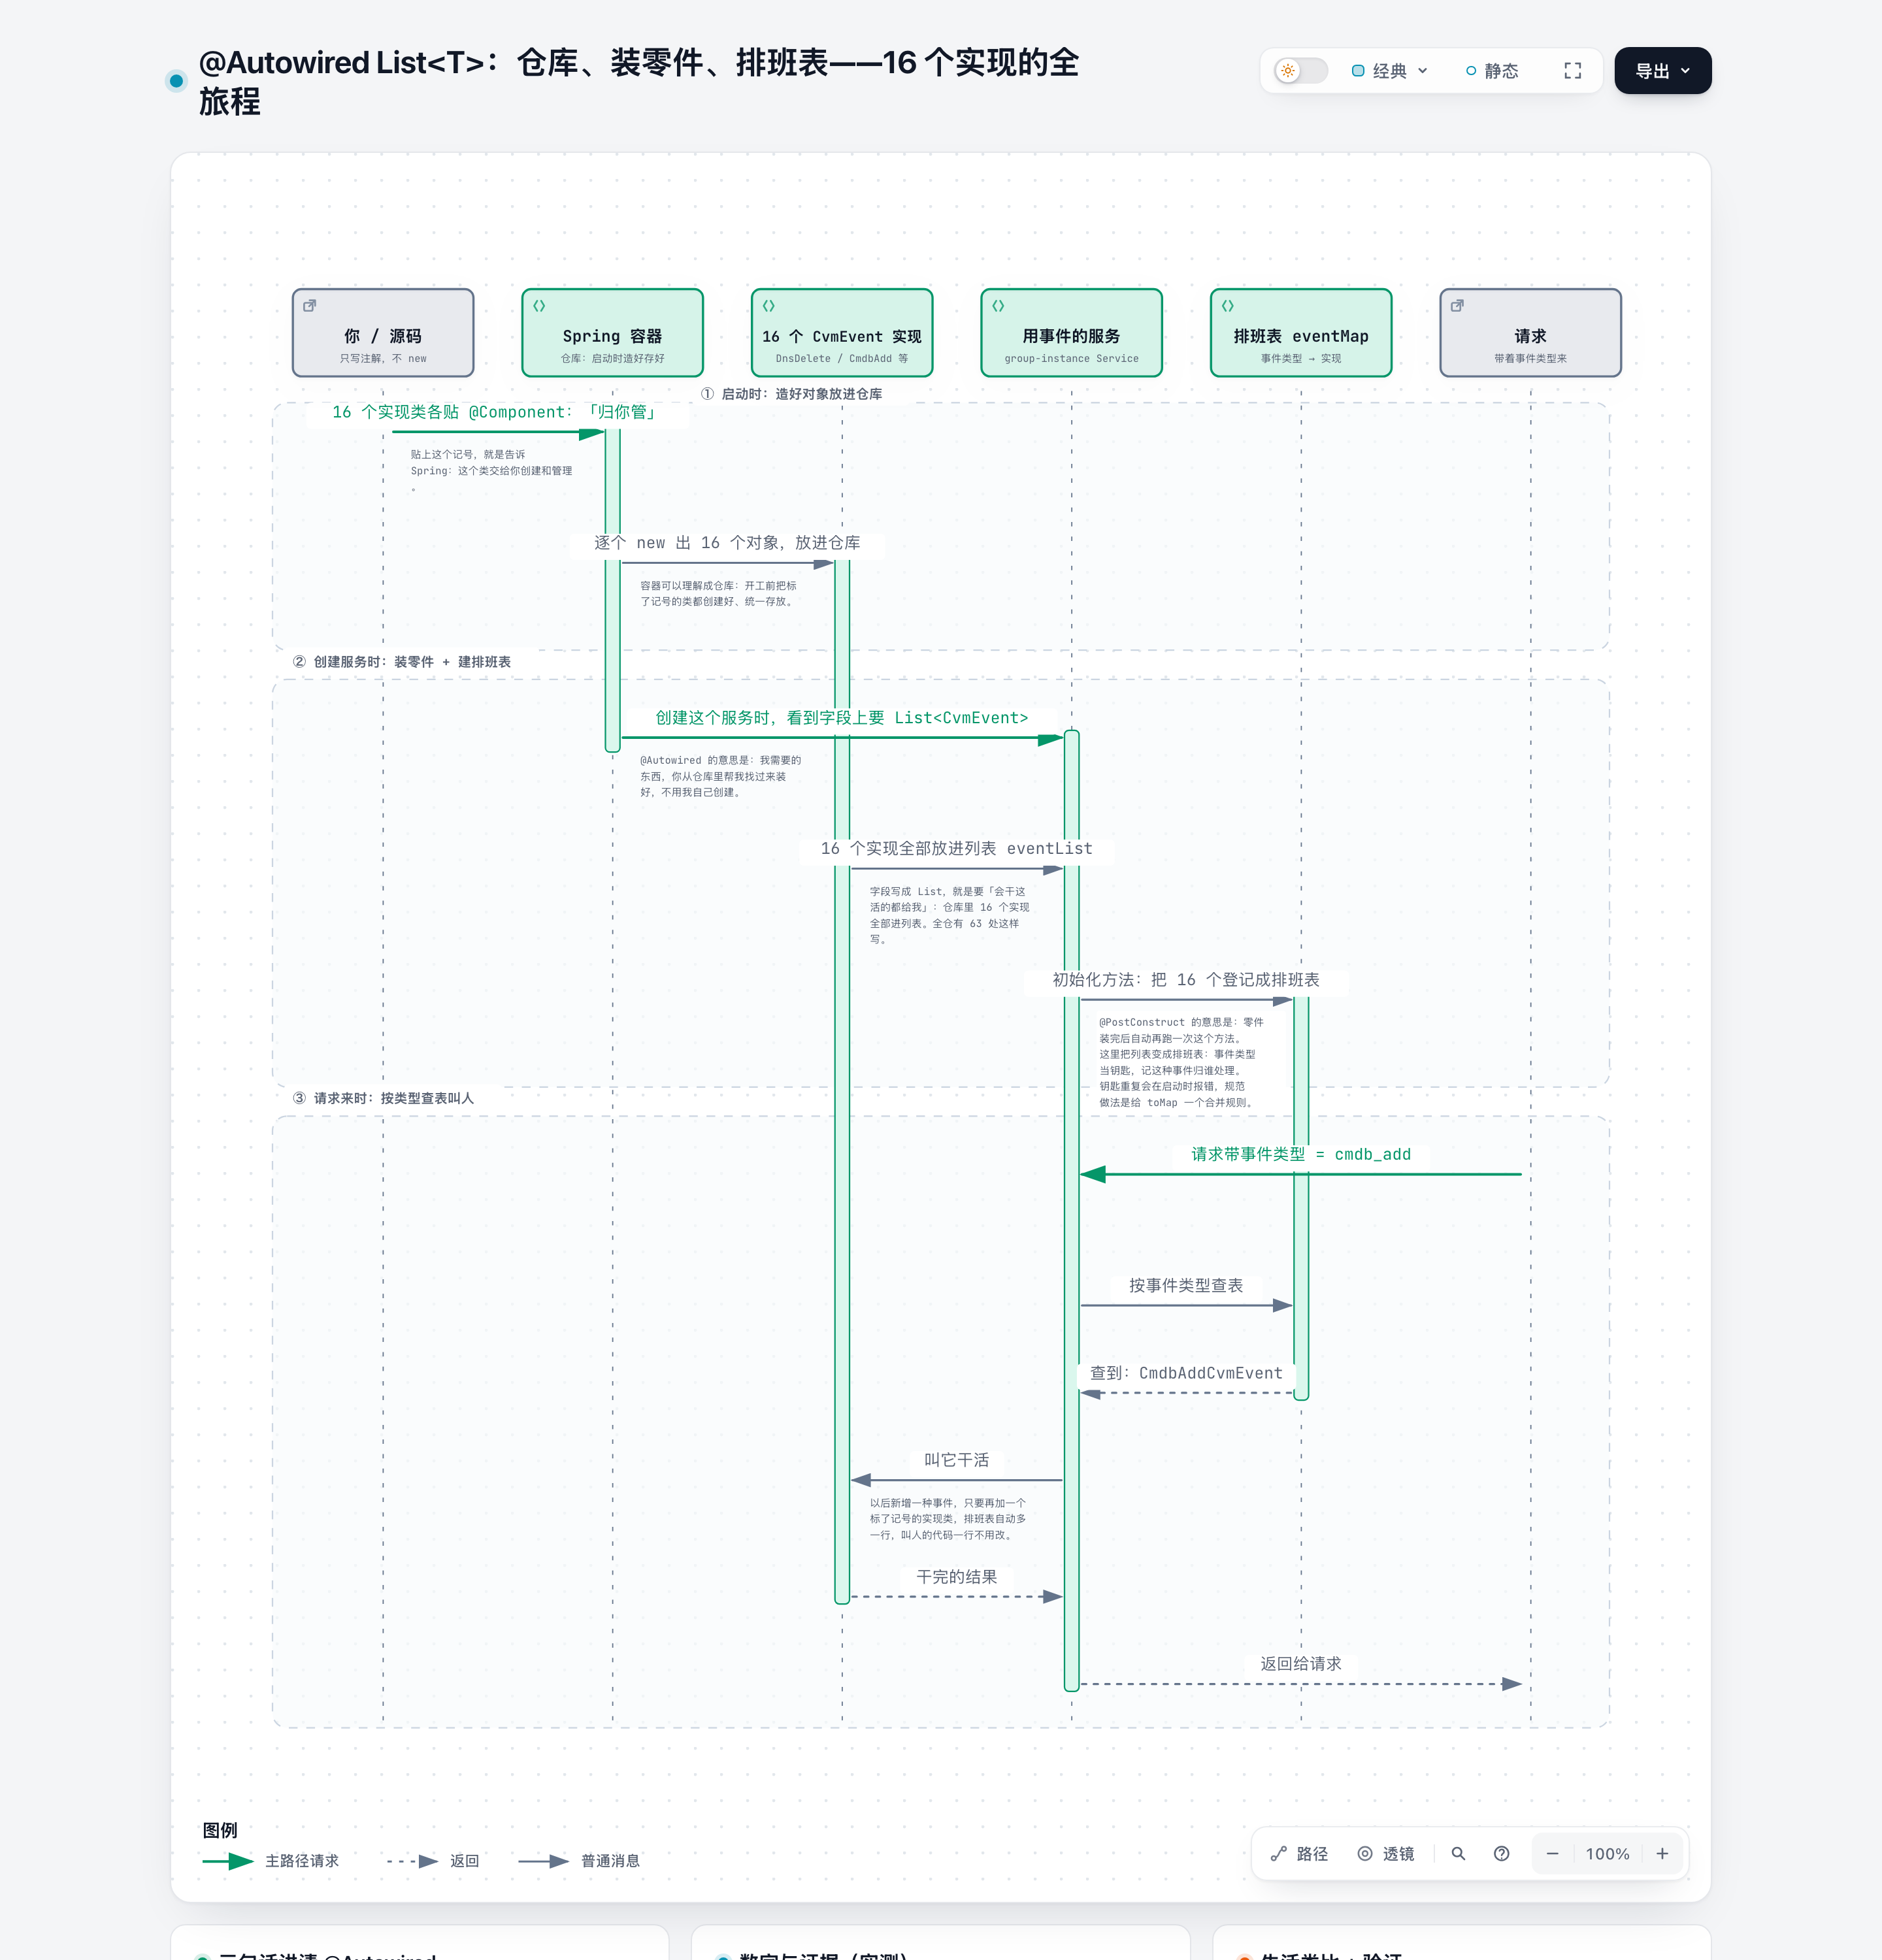 @Autowired List<T>：仓库、装零件、排班表——16 个实现的全
旅程
经典
静态
导出
你 / 源码
只写注解，不 new
Spring 容器
仓库：启动时造好存好
16 个 CvmEvent 实现
DnsDelete / CmdbAdd 等
用事件的服务
group-instance Service
排班表 eventMap
事件类型 → 实现
请求
带着事件类型来
① 启动时：造好对象放进仓库
16 个实现类各贴 @Component：「归你管」
贴上这个记号，就是告诉
Spring：这个类交给你创建和管理
。
逐个 new 出 16 个对象，放进仓库
容器可以理解成仓库：开工前把标
了记号的类都创建好、统一存放。
② 创建服务时：装零件 + 建排班表
创建这个服务时，看到字段上要 List<CvmEvent>
@Autowired 的意思是：我需要的
东西，你从仓库里帮我找过来装
好，不用我自己创建。
16 个实现全部放进列表 eventList
字段写成 List，就是要「会干这
活的都给我」：仓库里 16 个实现
全部进列表。全仓有 63 处这样
写。
初始化方法：把 16 个登记成排班表
@PostConstruct 的意思是：零件
装完后自动再跑一次这个方法。
这里把列表变成排班表：事件类型
当钥匙，记这种事件归谁处理。
钥匙重复会在启动时报错，规范
做法是给 toMap 一个合并规则。
③ 请求来时：按类型查表叫人
请求带事件类型 = cmdb_add
按事件类型查表
查到：CmdbAddCvmEvent
叫它干活
以后新增一种事件，只要再加一个
标了记号的实现类，排班表自动多
一行，叫人的代码一行不用改。
干完的结果
返回给请求
图例
主路径请求
返回
普通消息
路径
透镜
100%
三句话讲清 @Autowired
数字与证据（实测）
生活类比 + 验证